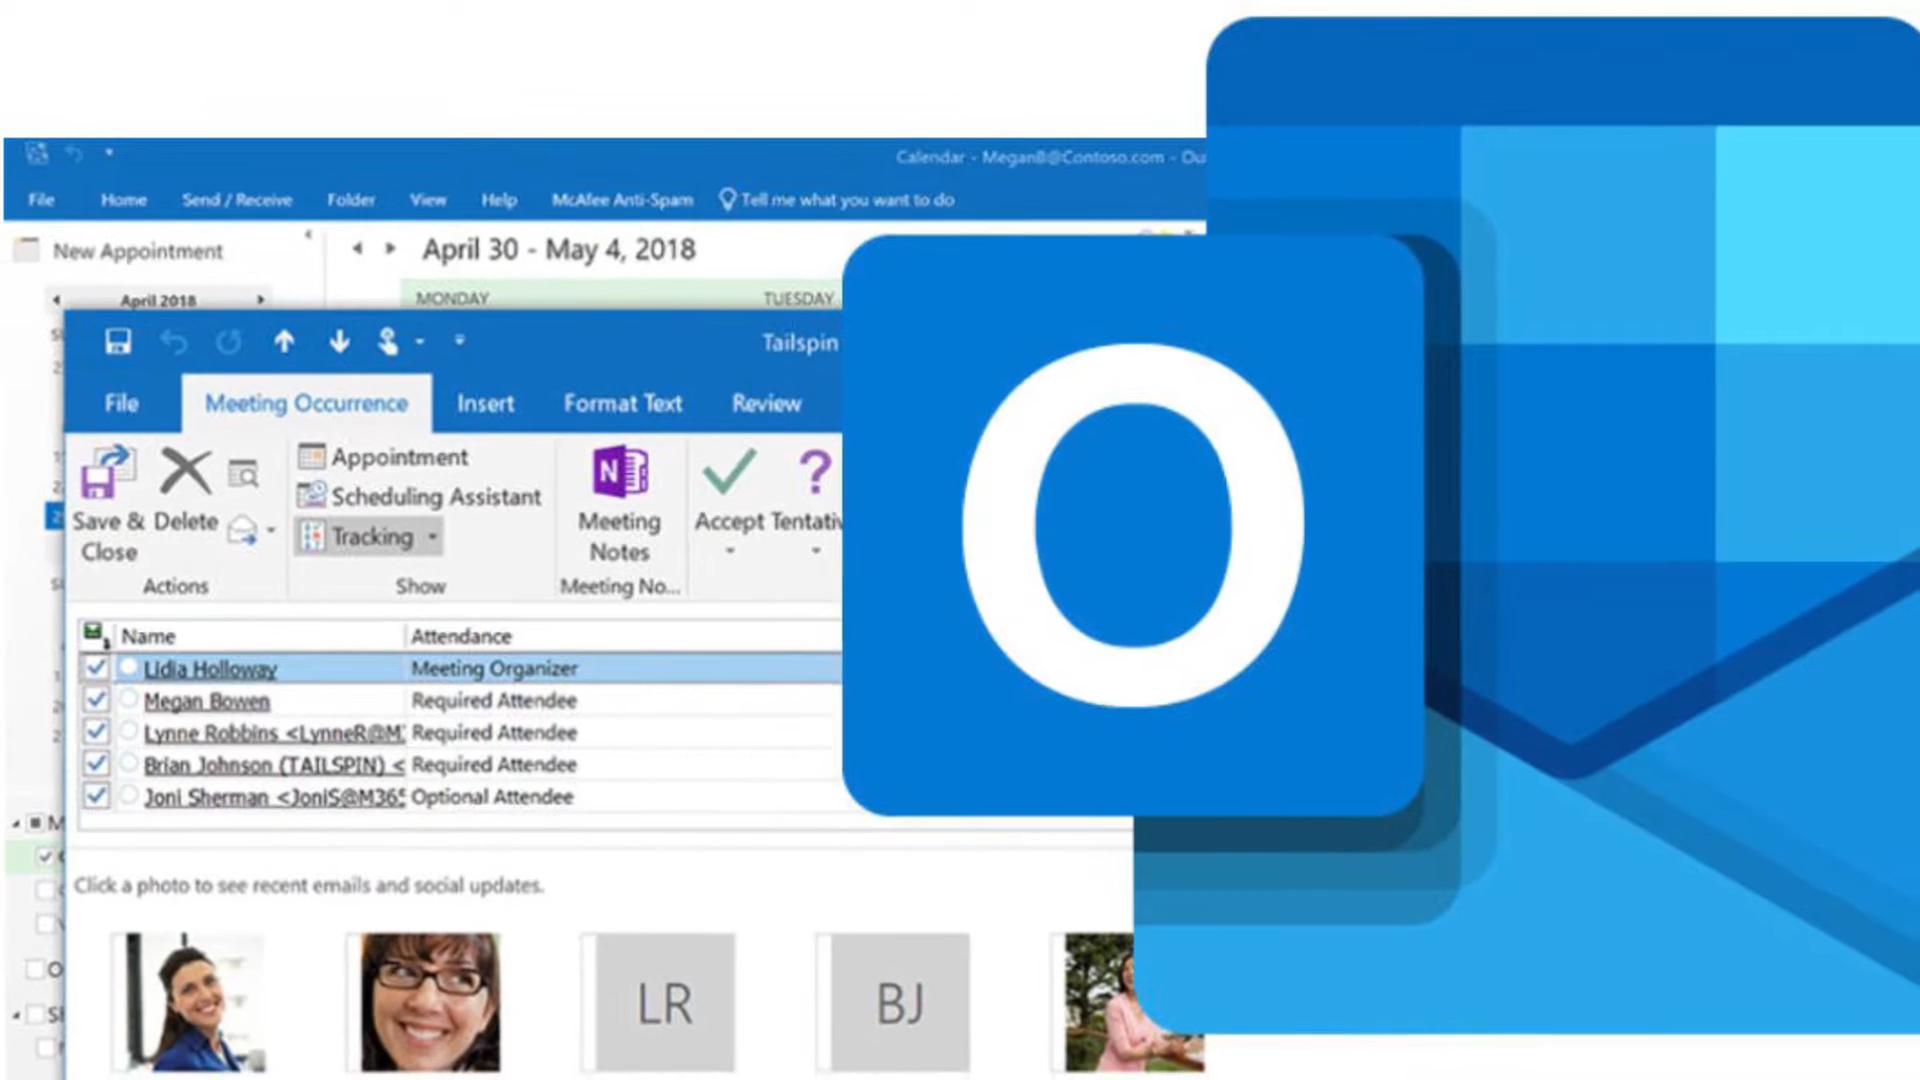 Calendar - MeganB@Contoso.com - Ou
File Home Send / Receive Folder View Help McAfee Anti-Spam Tell me what you want to do
New Appointment
April 30 - May 4, 2018
April 2018
MONDAY TUESDAY
Tailspin
File Meeting Occurrence Insert Format Text Review
Save & Close
Delete
Actions
Appointment
Scheduling Assistant
Tracking
Show
N
Meeting Notes
Meeting No...
Accept
?
Tentativ
Name Attendance
Lidia Holloway Meeting Organizer
Megan Bowen Required Attendee
Lynne Robbins <LynneR@M: Required Attendee
Brian Johnson (TAILSPIN) < Required Attendee
Joni Sherman <JoniS@M365 Optional Attendee
Click a photo to see recent emails and social updates.
LR
BJ
O